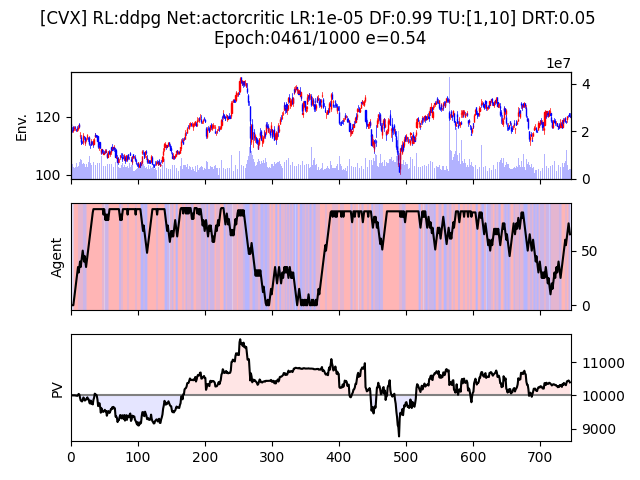 [CVX] RL:ddpg Net:actorcritic LR:1e-05 DF:0.99 TU:[1,10] DRT:0.05
Epoch:0461/1000 e=0.54
1e7
Env.
120
100
4
2
0
Agent
50
0
PV
11000
10000
9000
0 100 200 300 400 500 600 700